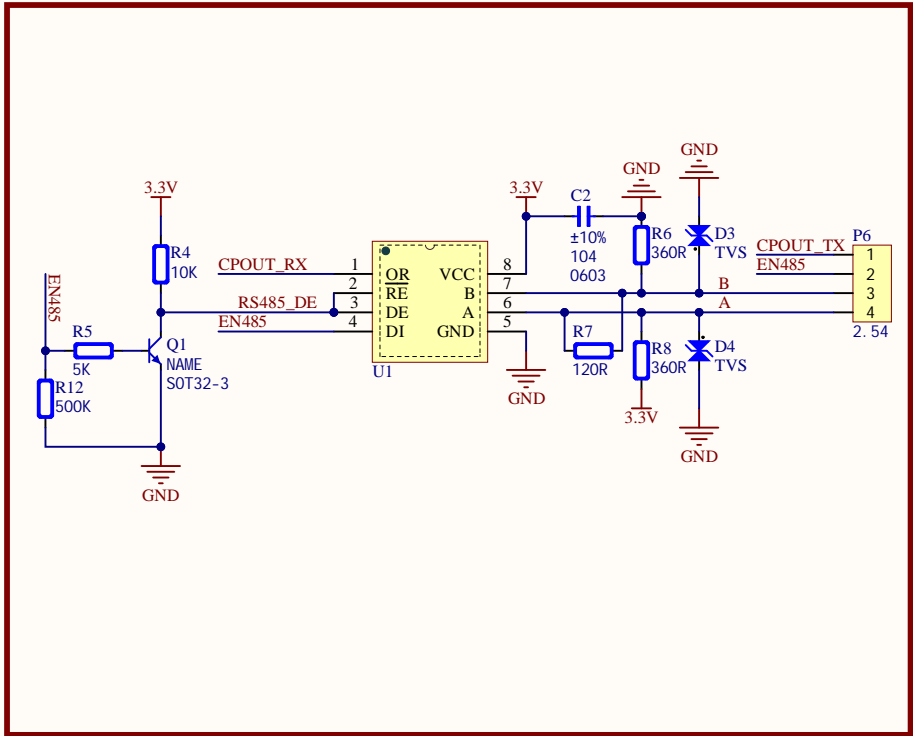 GND
GND
3.3V
3.3V
C2
±10%
104
0603
R6
360R
D3
TVS
P6
CPOUT_TX
1
EN485
2
B
3
A
4
2.54
R4
10K
CPOUT_RX
1
OR
VCC
8
2
RE
B
7
RS485_DE
3
DE
A
6
EN485
4
DI
GND
5
U1
EN485
R5
5K
Q1
NAME
SOT32-3
R12
500K
GND
R7
120R
R8
360R
D4
TVS
GND
3.3V
GND